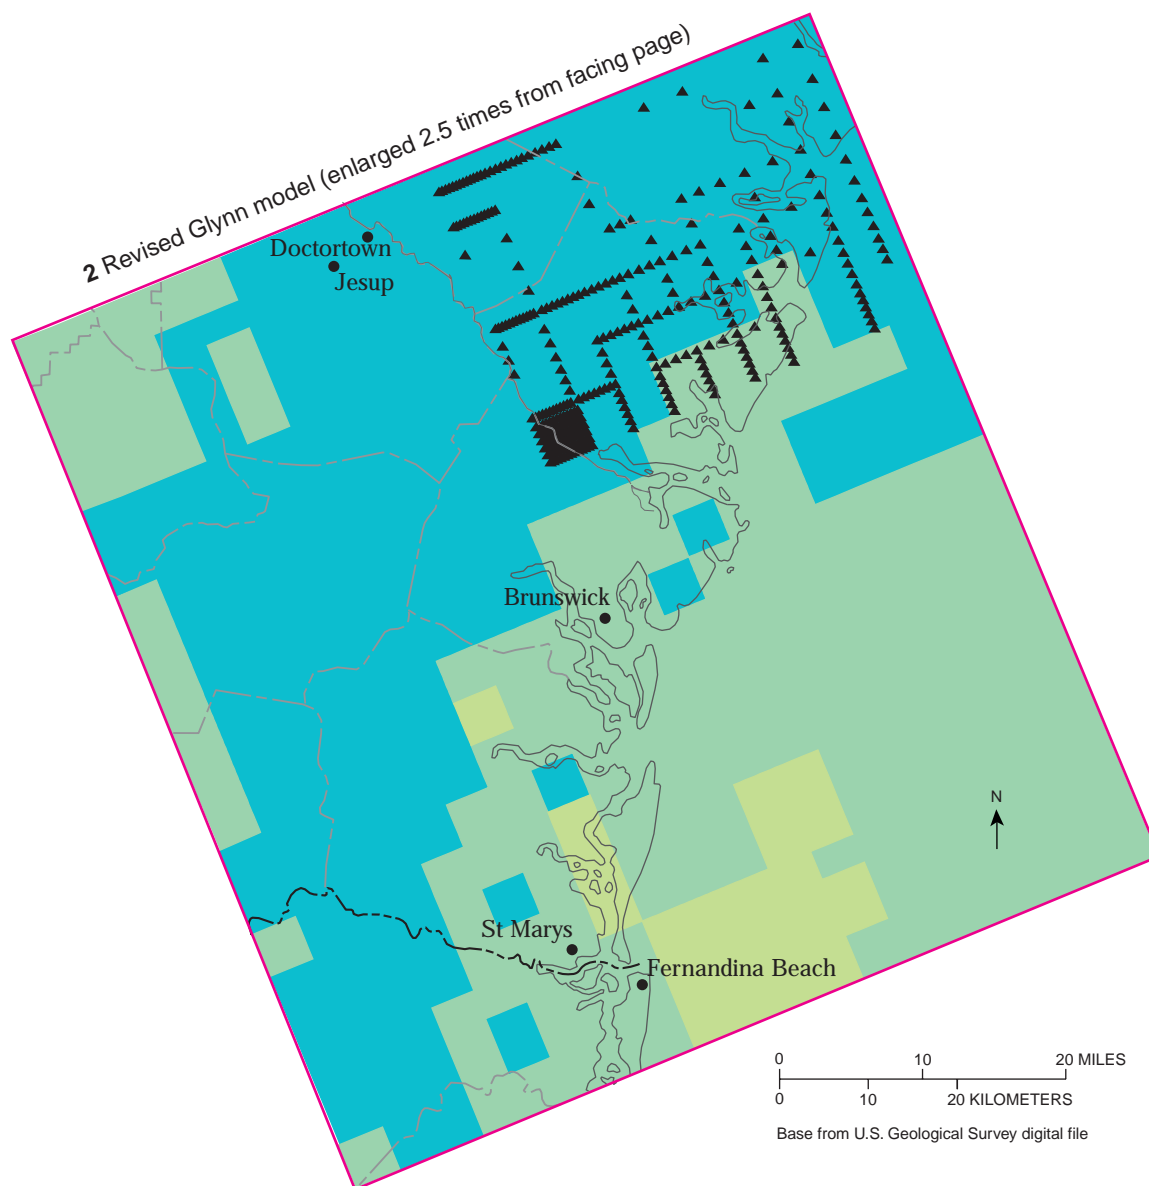 2 Revised Glynn model (enlarged 2.5 times from facing page)
Doctortown
Jesup
Brunswick
N
St Marys
Fernandina Beach
0 10 20 MILES
0 10 20 KILOMETERS
Base from U.S. Geological Survey digital file